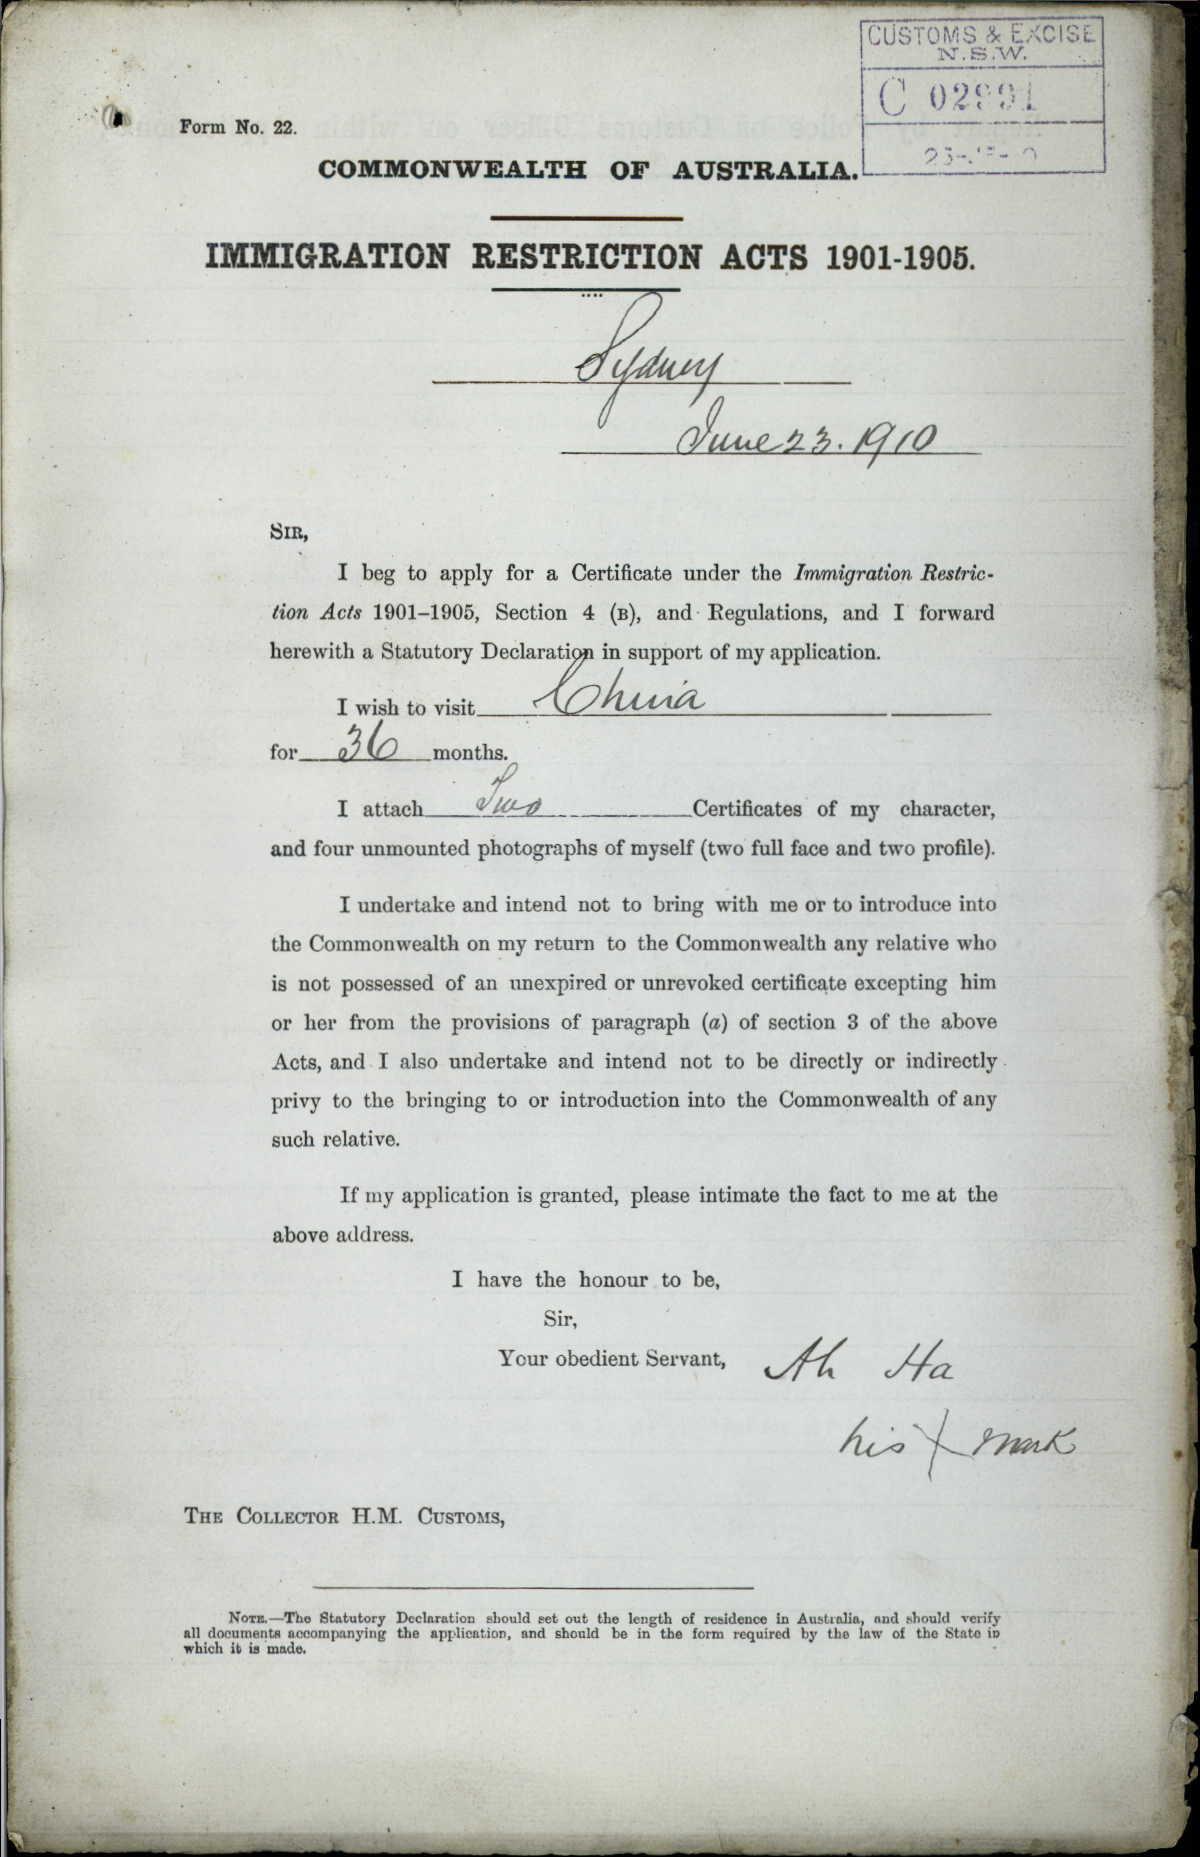 CUSTOMS & EXCISE
N.S.W.
C 02991
Form No. 22.
COMMONWEALTH OF AUSTRALIA.
IMMIGRATION RESTRICTION ACTS 1901-1905.
Sydney
June 23. 1910
SIR,
I beg to apply for a Certificate under the Immigration Restric-
tion Acts 1901–1905, Section 4 (B), and Regulations, and I forward
herewith a Statutory Declaration in support of my application.
I wish to visit China
for 36 months.
I attach Two Certificates of my character,
and four unmounted photographs of myself (two full face and two profile).
I undertake and intend not to bring with me or to introduce into
the Commonwealth on my return to the Commonwealth any relative who
is not possessed of an unexpired or unrevoked certificate excepting him
or her from the provisions of paragraph (a) of section 3 of the above
Acts, and I also undertake and intend not to be directly or indirectly
privy to the bringing to or introduction into the Commonwealth of any
such relative.
If my application is granted, please intimate the fact to me at the
above address.
I have the honour to be,
Sir,
Your obedient Servant, Ah Ha
his X mark
THE COLLECTOR H.M. CUSTOMS,
NOTE.—The Statutory Declaration should set out the length of residence in Australia, and should verify
all documents accompanying the application, and should be in the form required by the law of the State in
which it is made.